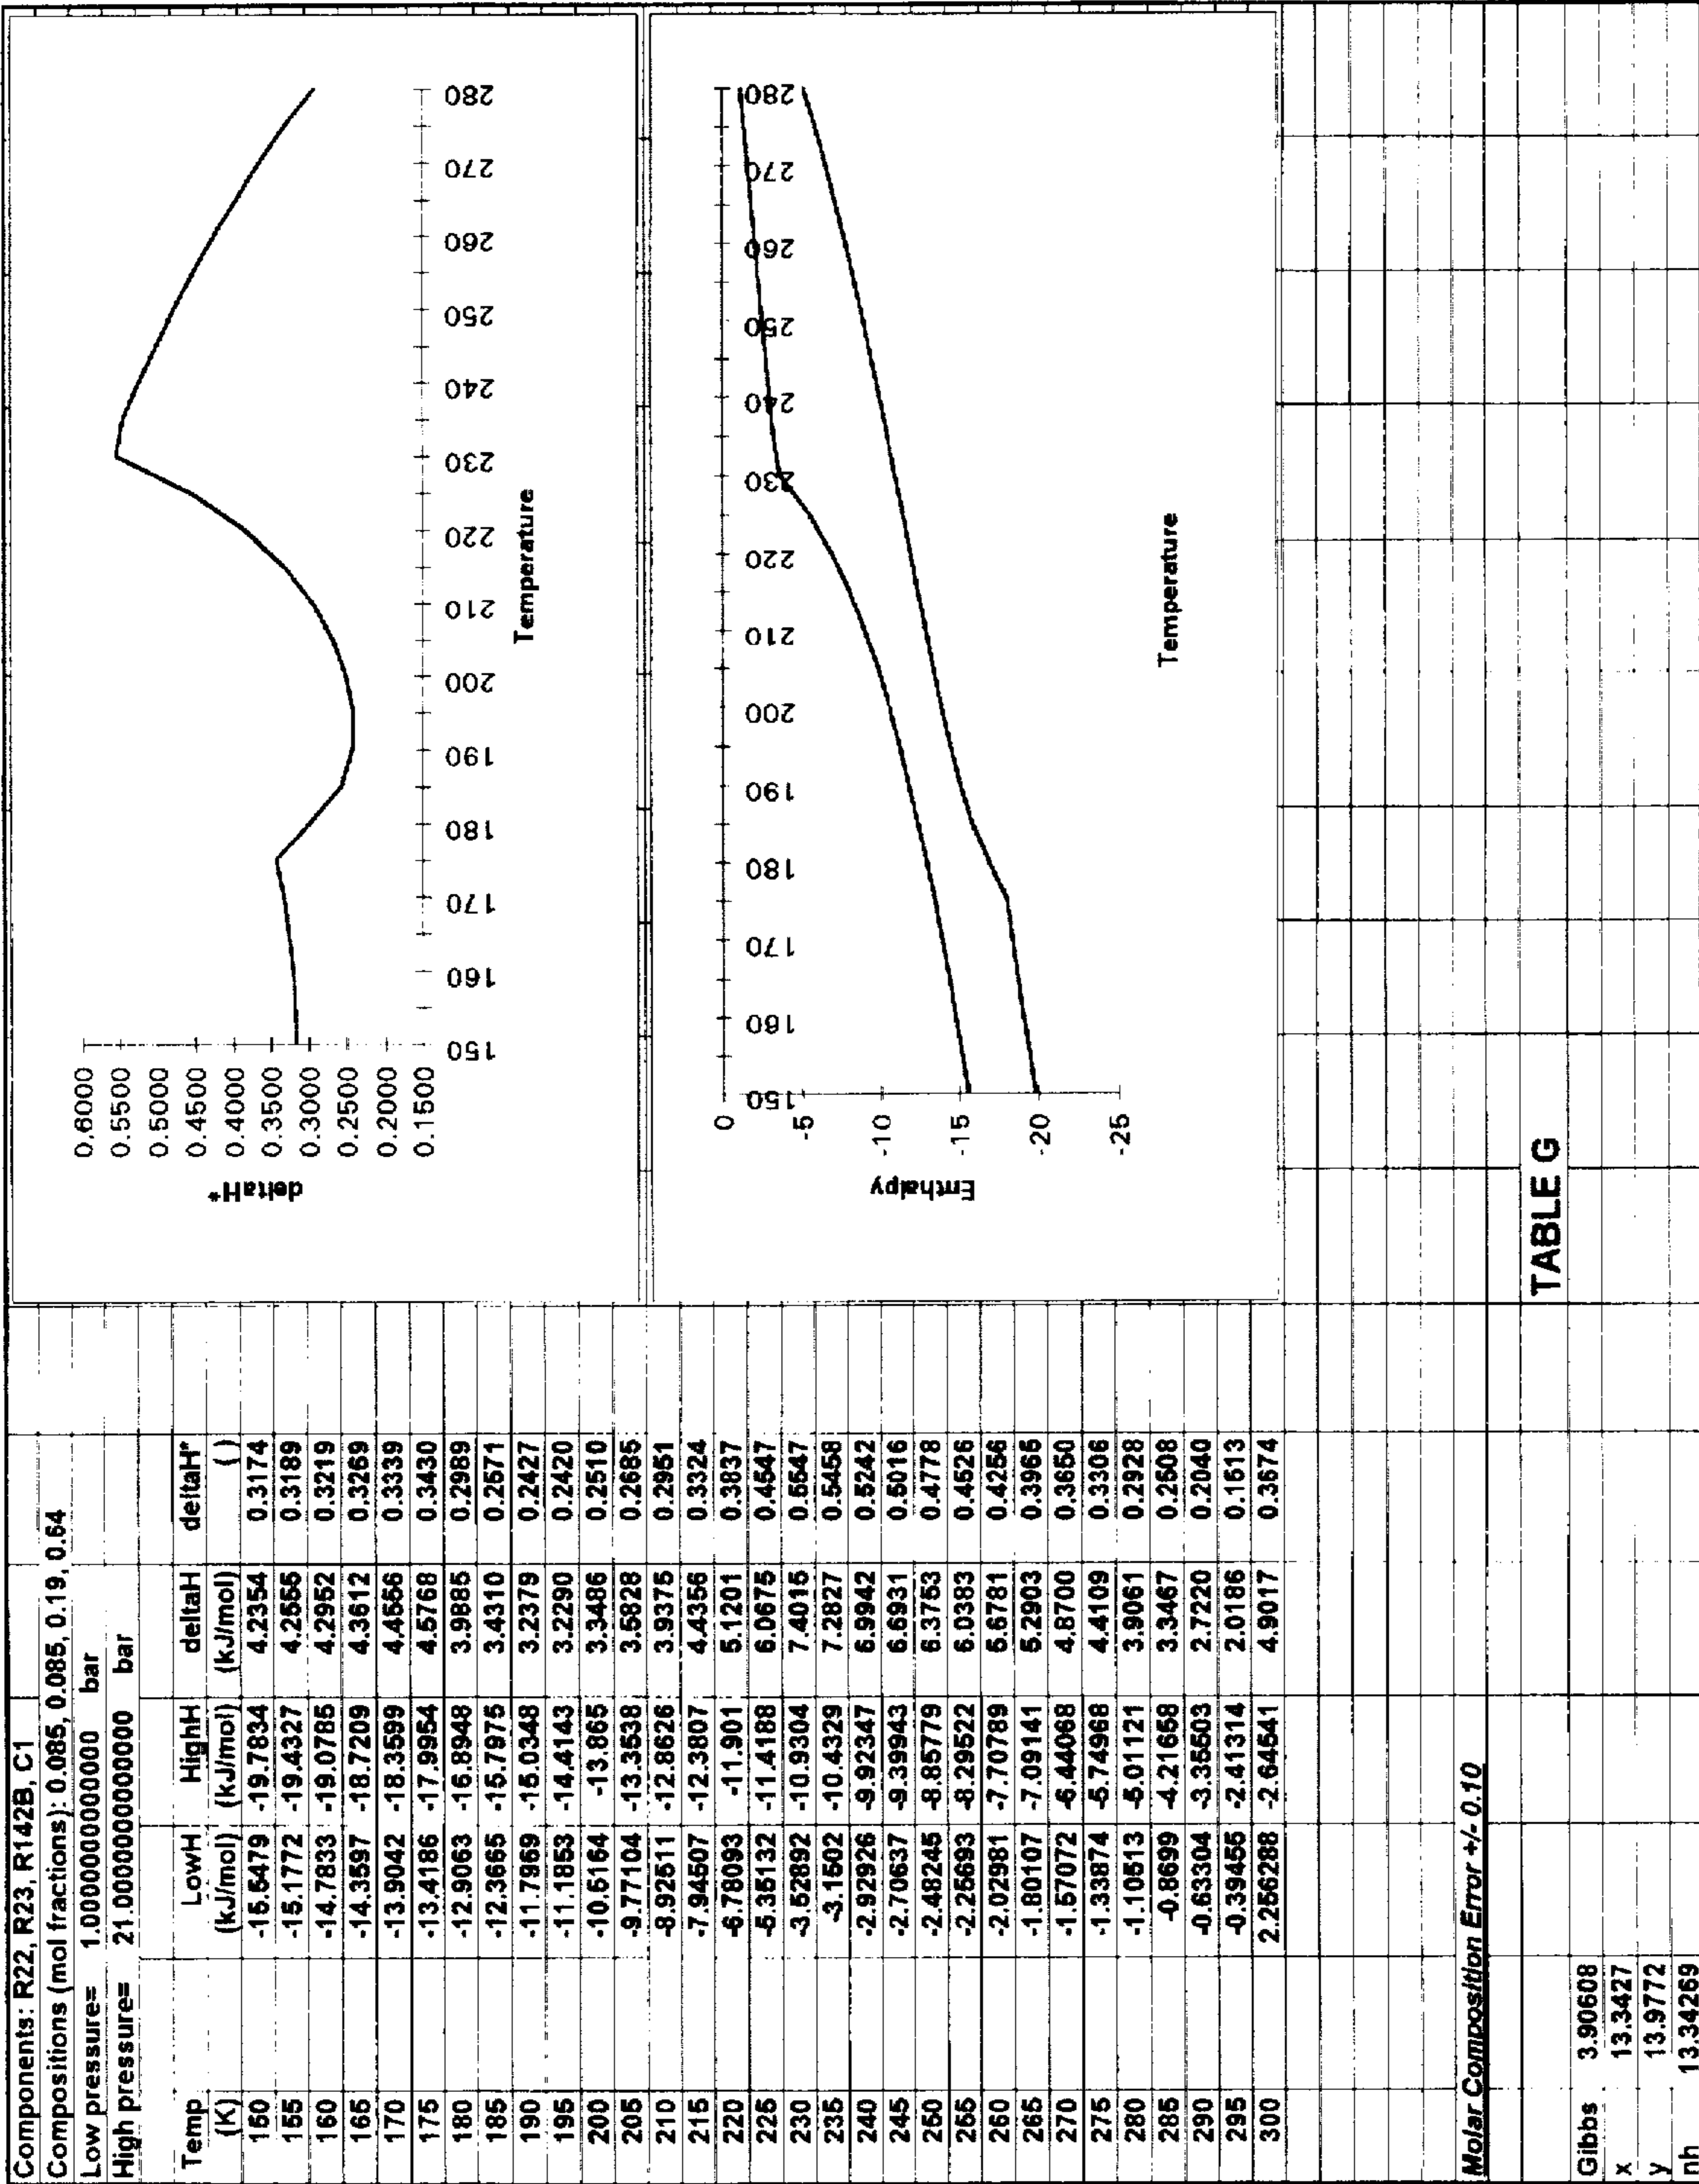 Components: R22, R23, R142B, C1
Compositions (mol fractions): 0.085, 0.085, 0.19, 0.64
Low pressure= 1.00000000000000 bar
High pressure= 21.00000000000000 bar
Temp LowH HighH deltaH deltaH*
(K) (kJ/mol) (kJ/mol) (kJ/mol) ( )
150 -15.5479 -19.7834 4.2354 0.3174
155 -15.1772 -19.4327 4.2555 0.3189
160 -14.7833 -19.0785 4.2952 0.3219
165 -14.3597 -18.7209 4.3612 0.3269
170 -13.9042 -18.3599 4.4556 0.3339
175 -13.4186 -17.9954 4.5768 0.3430
180 -12.9063 -16.8948 3.9885 0.2989
185 -12.3665 -15.7975 3.4310 0.2571
190 -11.7969 -15.0348 3.2379 0.2427
195 -11.1853 -14.4143 3.2290 0.2420
200 -10.5164 -13.865 3.3486 0.2510
205 -9.77104 -13.3538 3.5828 0.2685
210 -8.92511 -12.8626 3.9375 0.2951
215 -7.94507 -12.3807 4.4356 0.3324
220 -6.78093 -11.901 5.1201 0.3837
225 -5.35132 -11.4188 6.0675 0.4547
230 -3.52892 -10.9304 7.4015 0.5547
235 -3.1502 -10.4329 7.2827 0.5458
240 -2.92926 -9.92347 6.9942 0.5242
245 -2.70637 -9.39943 6.6931 0.5016
250 -2.48245 -8.85779 6.3753 0.4778
255 -2.25693 -8.29522 6.0383 0.4526
260 -2.02981 -7.70789 5.6781 0.4256
265 -1.80107 -7.09141 5.2903 0.3965
270 -1.57072 -6.44068 4.8700 0.3650
275 -1.33874 -5.74968 4.4109 0.3306
280 -1.10513 -5.01121 3.9061 0.2928
285 -0.8699 -4.21658 3.3467 0.2508
290 -0.63304 -3.35503 2.7220 0.2040
295 -0.39455 -2.41314 2.0186 0.1513
300 2.256288 -2.64541 4.9017 0.3674
Molar Composition Error +/- 0.10
Gibbs 3.90608
x 13.3427
y 13.9772
nh 13.34269
deltaH*
0.6000
0.5500
0.5000
0.4500
0.4000
0.3500
0.3000
0.2500
0.2000
0.1500
150 160 170 180 190 200 210 220 230 240 250 260 270 280
Temperature
Enthalpy
0
-5
-10
-15
-20
-25
150 160 170 180 190 200 210 220 230 240 250 260 270 280
Temperature
TABLE G